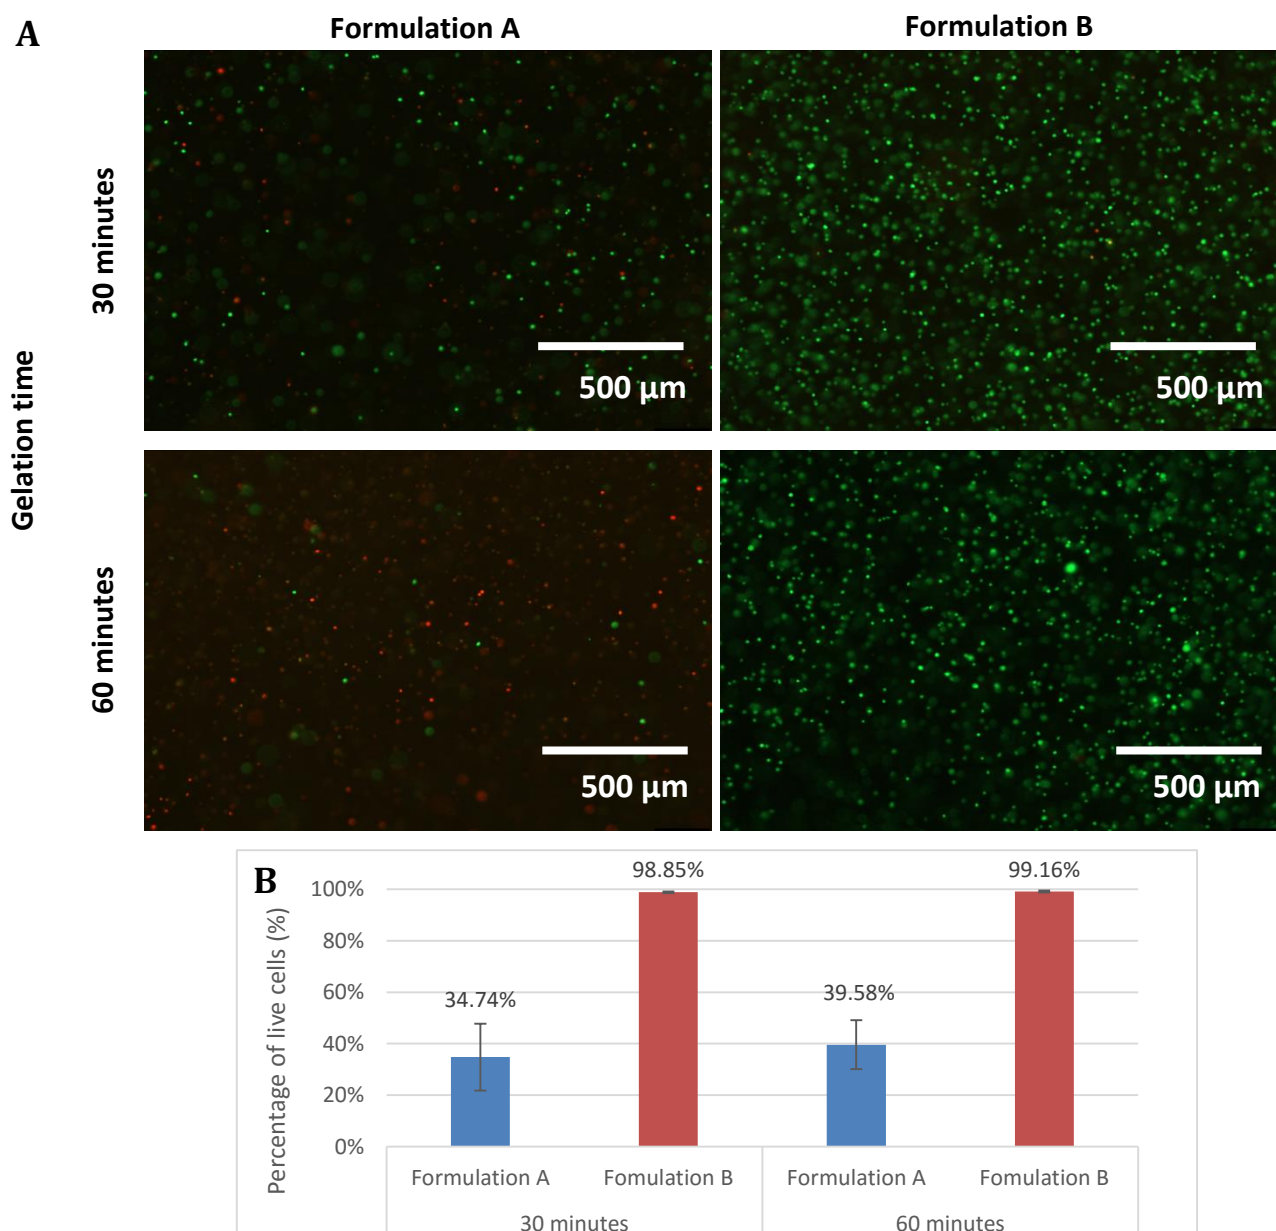 A
Formulation A
Formulation B
Gelation time
30 minutes
500 µm
500 µm
60 minutes
500 µm
500 µm
B
Percentage of live cells (%)
100%
80%
60%
40%
20%
0%
34.74%
98.85%
39.58%
99.16%
Formulation A
Fomulation B
Formulation A
Fomulation B
30 minutes
60 minutes